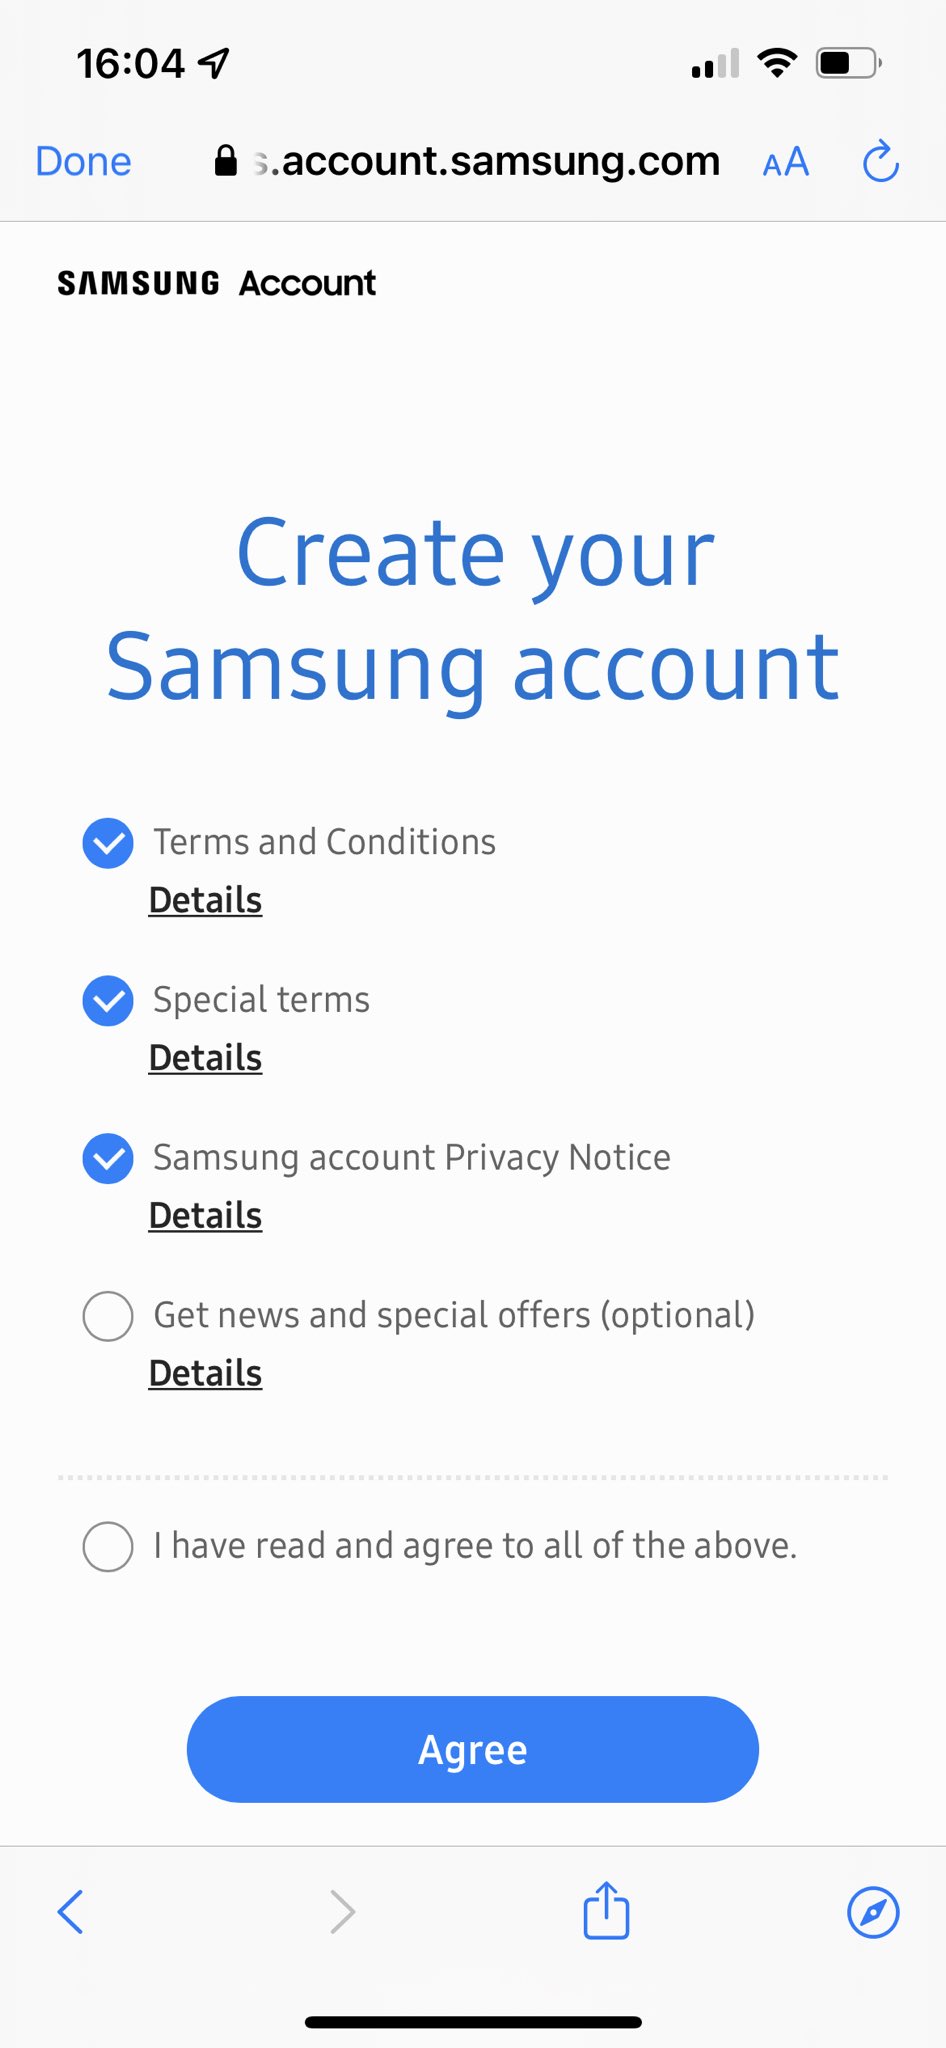 16:04
Done s.account.samsung.com AA
SAMSUNG Account
Create your
Samsung account
Terms and Conditions
Details
Special terms
Details
Samsung account Privacy Notice
Details
Get news and special offers (optional)
Details
I have read and agree to all of the above.
Agree